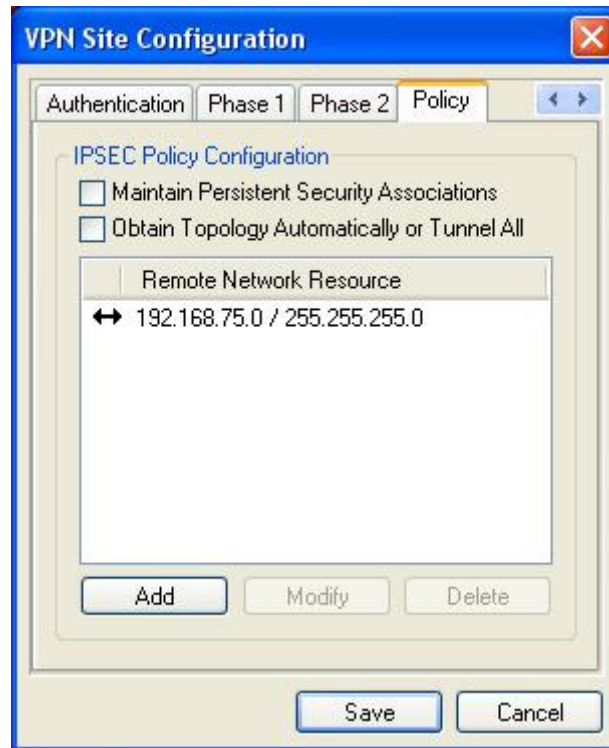 VPN Site Configuration
Authentication Phase 1 Phase 2 Policy
IPSEC Policy Configuration
Maintain Persistent Security Associations
Obtain Topology Automatically or Tunnel All
Remote Network Resource
192.168.75.0 / 255.255.255.0
Add Modify Delete
Save Cancel